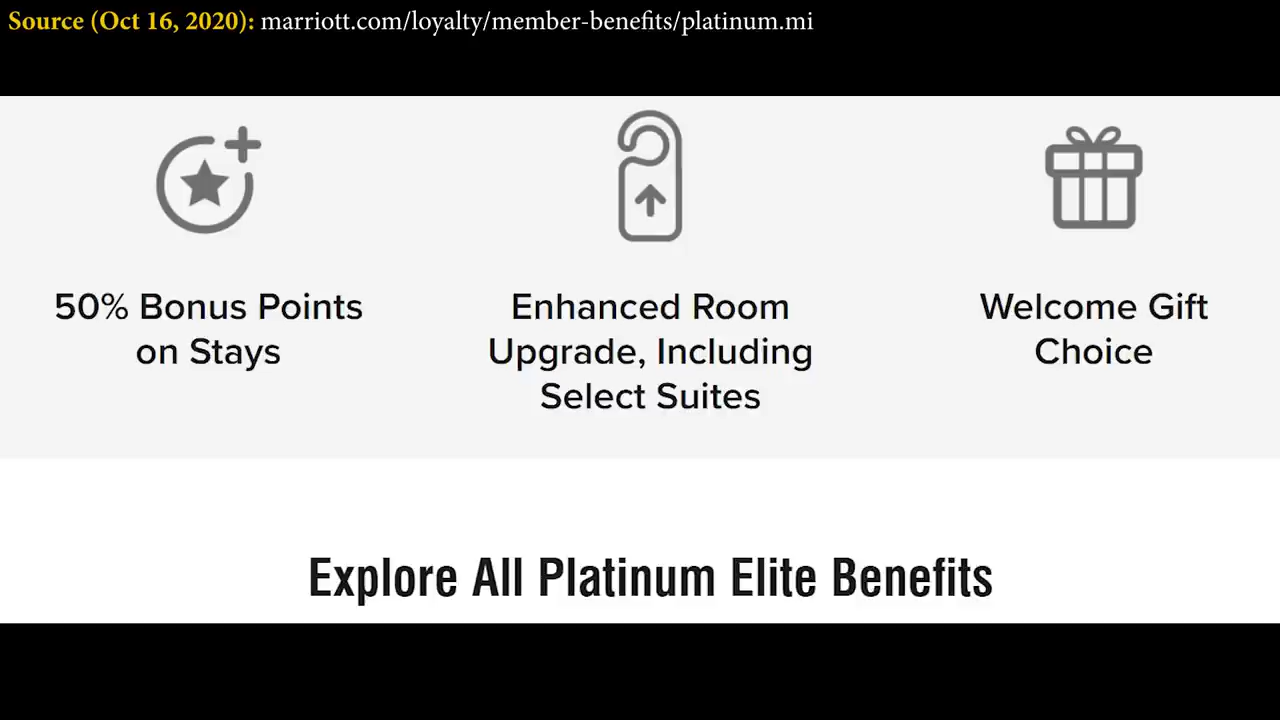 Source (Oct 16, 2020): marriott.com/loyalty/member-benefits/platinum.mi
50% Bonus Points
on Stays
Enhanced Room
Upgrade, Including
Select Suites
Welcome Gift
Choice
Explore All Platinum Elite Benefits